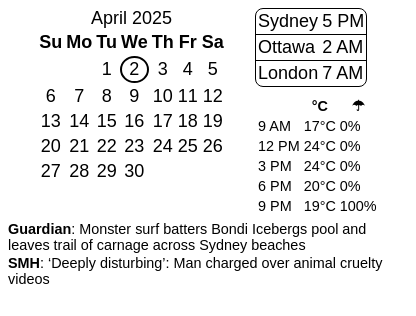 April 2025
Su Mo Tu We Th Fr Sa
1 2 3 4 5
6 7 8 9 10 11 12
13 14 15 16 17 18 19
20 21 22 23 24 25 26
27 28 29 30
Sydney 5 PM
Ottawa 2 AM
London 7 AM
°C ☂
9 AM 17°C 0%
12 PM 24°C 0%
3 PM 24°C 0%
6 PM 20°C 0%
9 PM 19°C 100%
Guardian: Monster surf batters Bondi Icebergs pool and
leaves trail of carnage across Sydney beaches
SMH: ‘Deeply disturbing’: Man charged over animal cruelty
videos